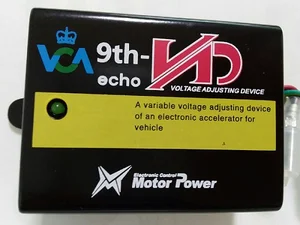 VCA
9th-VAD
echo
VOLTAGE ADJUSTING DEVICE
A variable voltage adjusting device
of an electronic accelerator for
vehicle
Electronic Control
Motor Power